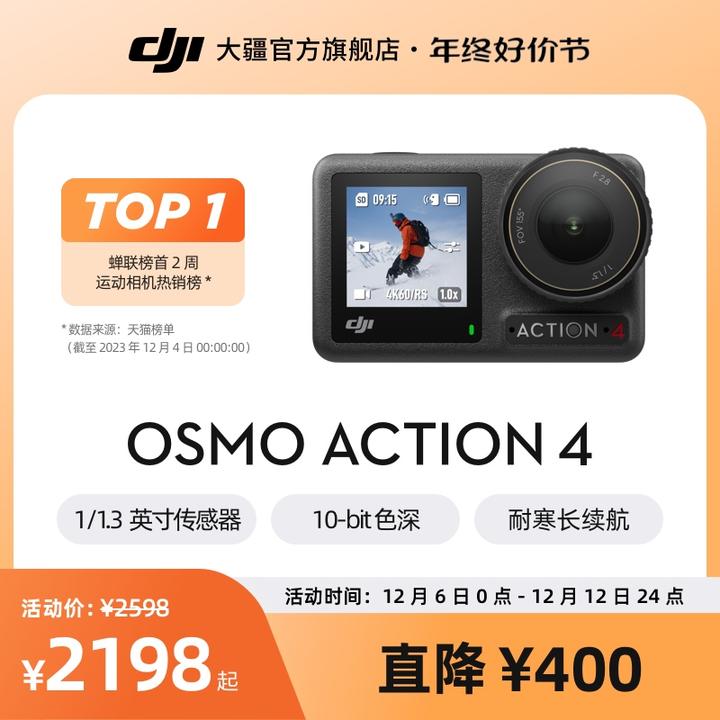 dji 大疆官方旗舰店 · 年终好价节
TOP 1
蝉联榜首 2 周
运动相机热销榜 *
* 数据来源：天猫榜单
（截至 2023 年 12 月 4 日 00:00:00）
SD 09:15
4K60/RS 1.0x
dji
F2.8
FOV 155°
1/1.3"
ACTION 4
OSMO ACTION 4
1/1.3 英寸传感器
10-bit 色深
耐寒长续航
活动时间：12 月 6 日 0 点 - 12 月 12 日 24 点
活动价：¥2598
¥2198 起
直降 ¥400